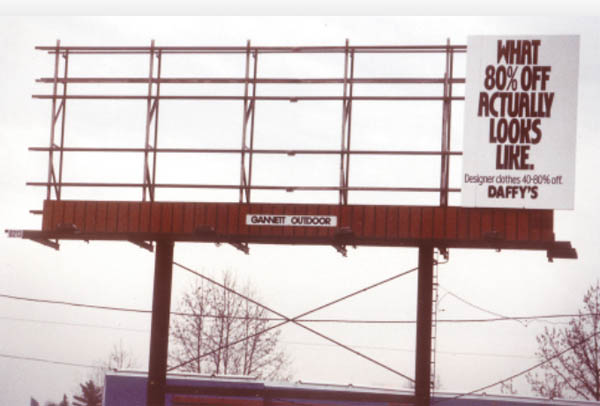 WHAT
80% OFF
ACTUALLY
LOOKS
LIKE.
Designer clothes 40-80% off.
DAFFY'S
GANNETT OUTDOOR